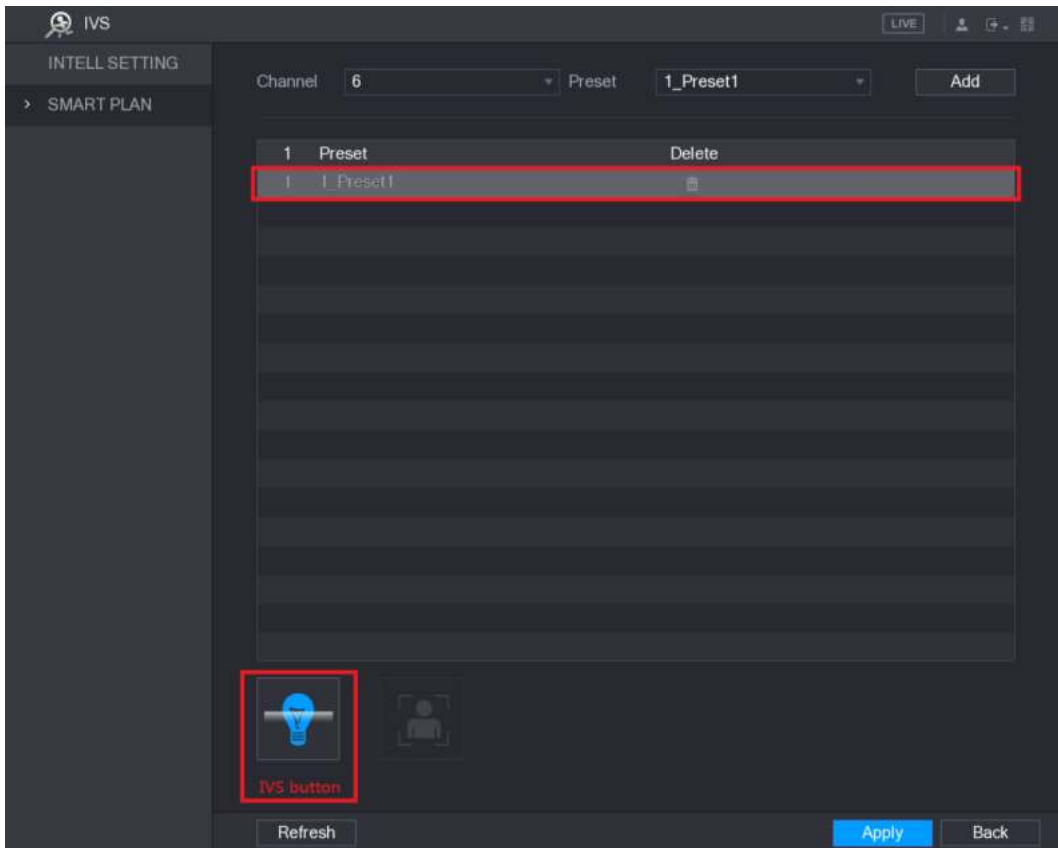 IVS LIVE
INTELL SETTING
SMART PLAN
Channel 6 Preset 1_Preset1 Add
1 Preset Delete
1 1_Preset1
IVS button
Refresh Apply Back